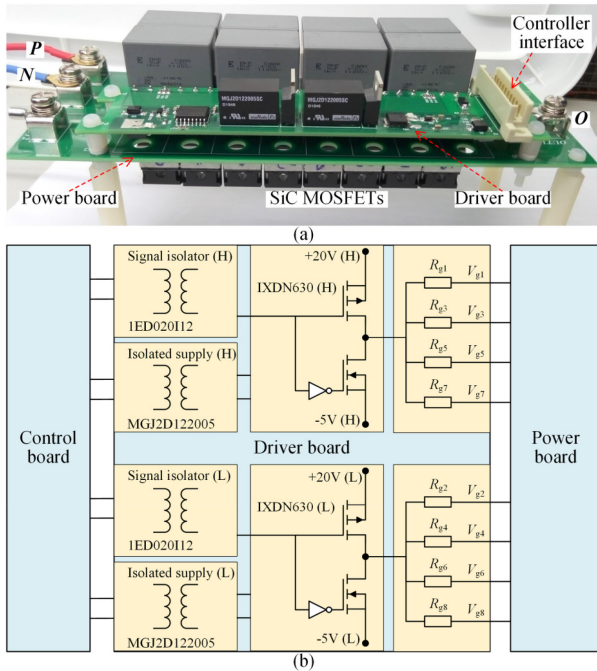 P
N
Controller
interface
O
MGJ2D122005SC
MGJ2D122005SC
Power board
SiC MOSFETs
Driver board
(a)
Signal isolator (H)
1ED020I12
Isolated supply (H)
MGJ2D122005
+20V (H)
IXDN630 (H)
-5V (H)
Rg1 Vg1
Rg3 Vg3
Rg5 Vg5
Rg7 Vg7
Control
board
Driver board
Power
board
Signal isolator (L)
1ED020I12
Isolated supply (L)
MGJ2D122005
+20V (L)
IXDN630 (L)
-5V (L)
Rg2 Vg2
Rg4 Vg4
Rg6 Vg6
Rg8 Vg8
(b)